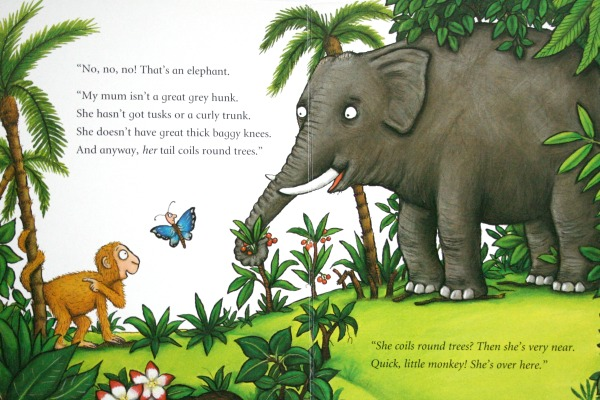 “No, no, no! That’s an elephant.
“My mum isn’t a great grey hunk.
She hasn’t got tusks or a curly trunk.
She doesn’t have great thick baggy knees.
And anyway, her tail coils round trees.”
“She coils round trees? Then she’s very near.
Quick, little monkey! She’s over here.”